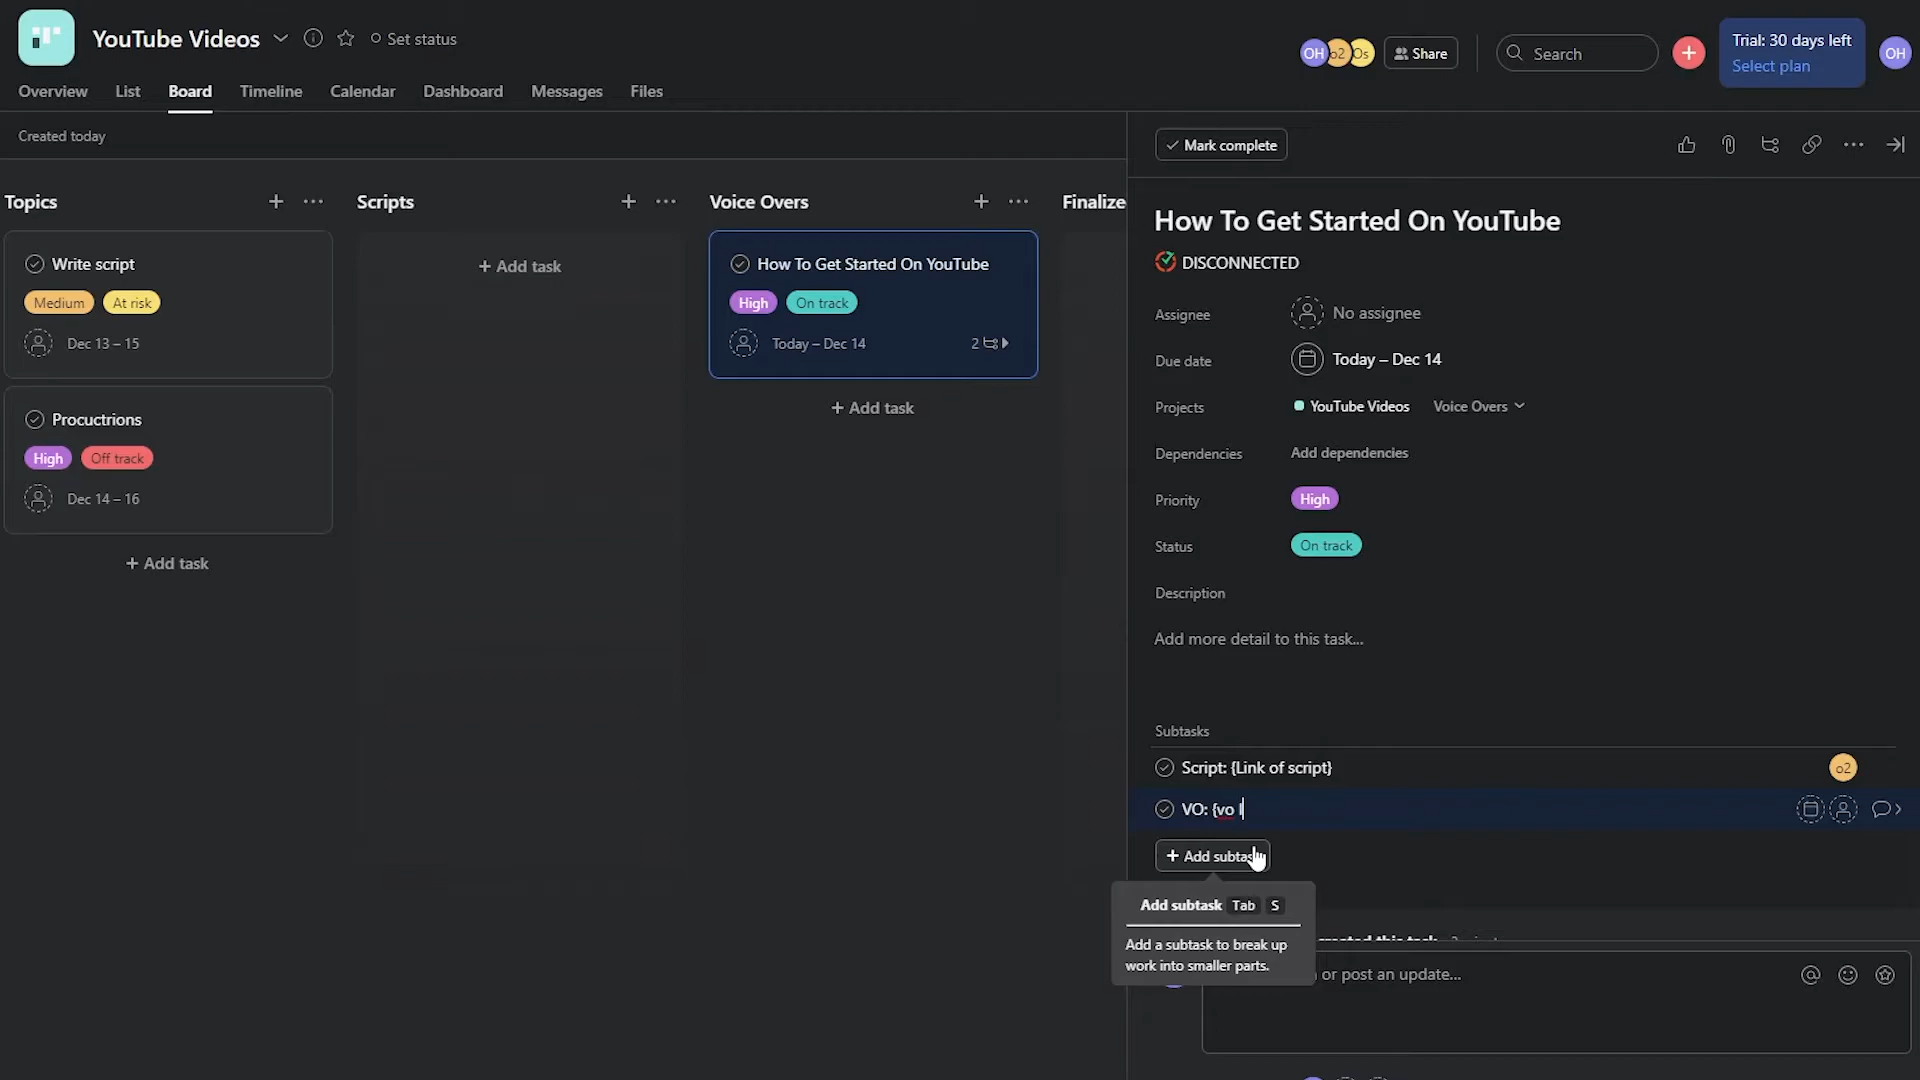 YouTube Videos
Set status
OH
o2
Os
Share
Search
Trial: 30 days left
Select plan
OH
Overview
List
Board
Timeline
Calendar
Dashboard
Messages
Files
Created today
Mark complete
Topics
Write script
Medium
At risk
Dec 13 – 15
Procuctrions
High
Off track
Dec 14 – 16
+ Add task
Scripts
+ Add task
Voice Overs
How To Get Started On YouTube
High
On track
Today – Dec 14
2
+ Add task
Finalize
How To Get Started On YouTube
DISCONNECTED
Assignee
No assignee
Due date
Today – Dec 14
Projects
YouTube Videos
Voice Overs
Dependencies
Add dependencies
Priority
High
Status
On track
Description
Add more detail to this task...
Subtasks
Script: {Link of script}
o2
VO: {vo l
+ Add subtas
Add subtask Tab S
Add a subtask to break up
work into smaller parts.
created this task
or post an update...